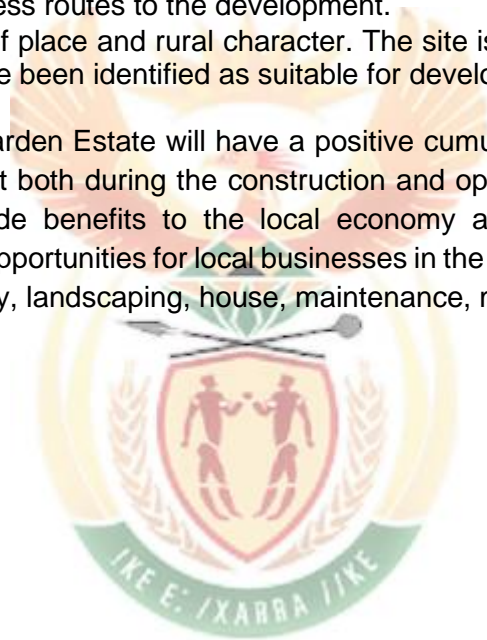 ess routes to the development.
f place and rural character. The site is
e been identified as suitable for develo
arden Estate will have a positive cumu
t both during the construction and op
de benefits to the local economy a
opportunities for local businesses in the
y, landscaping, house, maintenance, r
!KE E: /XARRA //KE